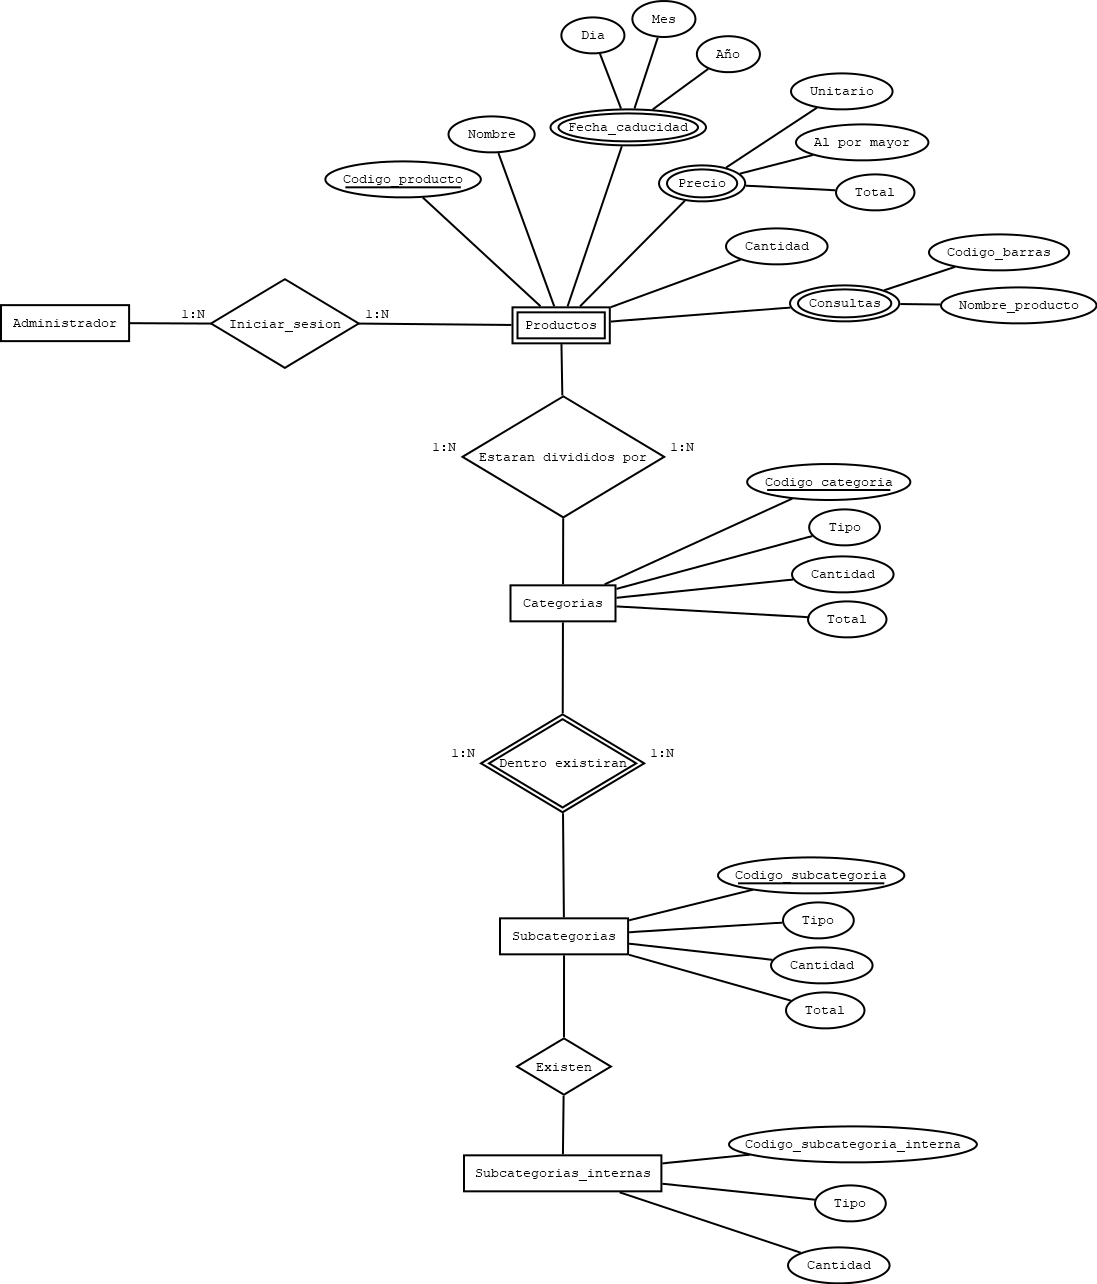 Mes
Dia
Año
Unitario
Fecha_caducidad
Nombre
Al por mayor
Codigo_producto
Precio
Total
Cantidad
Codigo_barras
Consultas
Nombre_producto
1:N
1:N
Administrador
Iniciar_sesion
Productos
1:N
1:N
Estaran divididos por
Codigo categoria
Tipo
Cantidad
Categorias
Total
1:N
1:N
Dentro existiran
Codigo_subcategoria
Tipo
Subcategorias
Cantidad
Total
Existen
Codigo_subcategoria_interna
Subcategorias_internas
Tipo
Cantidad